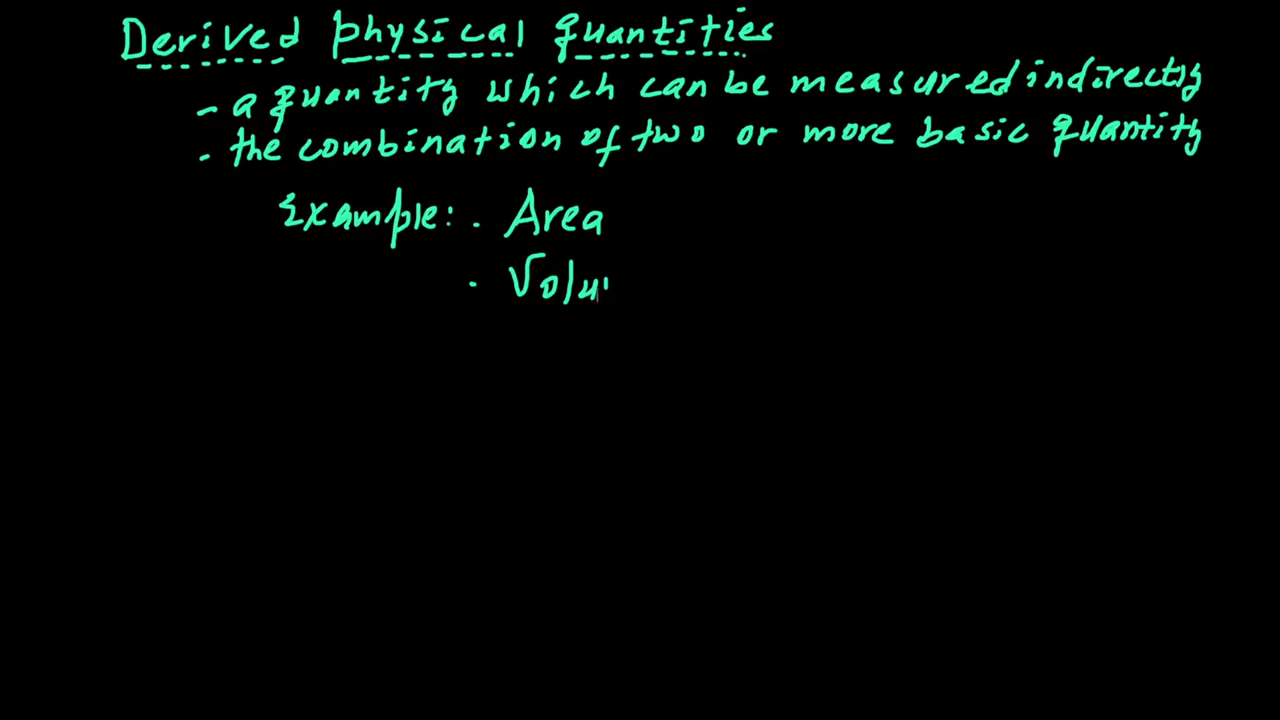 Derived physical quantities
- a quantity which can be measured indirectly
. the combination of two or more basic quantity
Example: . Area
. Volu